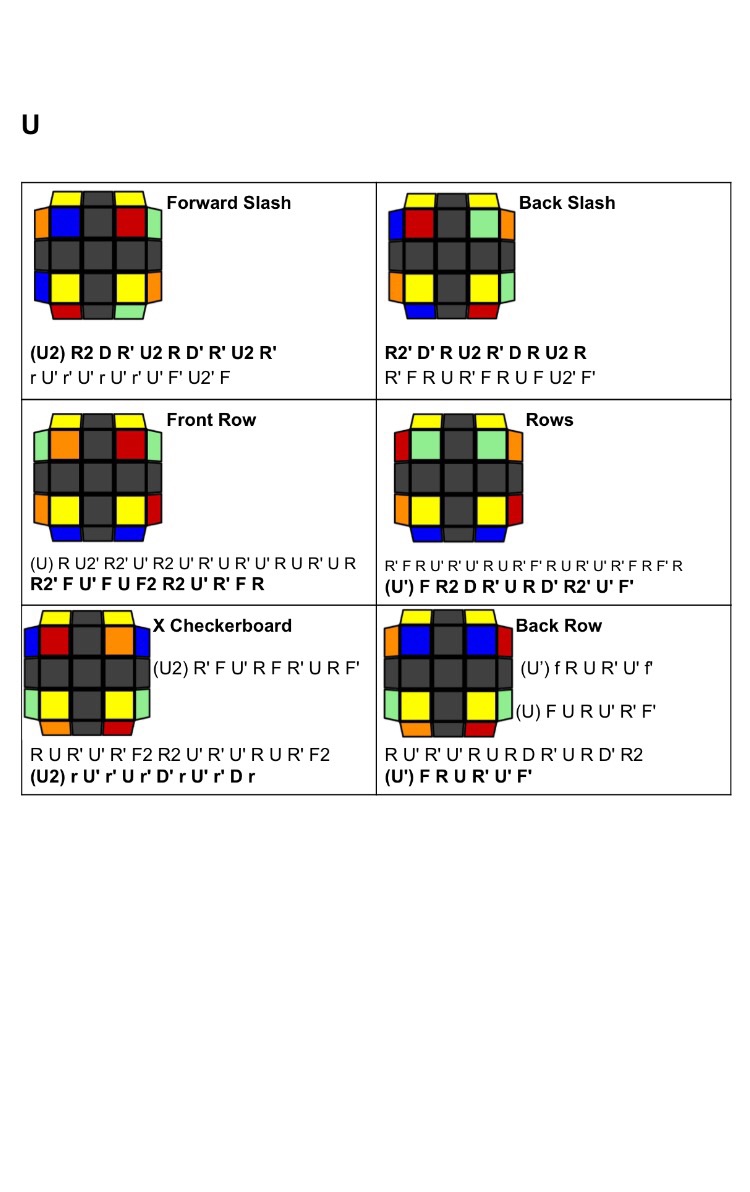 U
Forward Slash
(U2) R2 D R' U2 R D' R' U2 R'
r U' r' U' r U' r' U' F' U2' F
Back Slash
R2' D' R U2 R' D R U2 R
R' F R U R' F R U F U2' F'
Front Row
(U) R U2' R2' U' R2 U' R' U R' U' R U R' U R
R2' F U' F U F2 R2 U' R' F R
Rows
R' F R U' R' U' R U R' F' R U R' U' R' F R F' R
(U') F R2 D R' U R D' R2' U' F'
X Checkerboard
(U2) R' F U' R F R' U R F'
R U R' U' R' F2 R2 U' R' U' R U R' F2
(U2) r U' r' U r' D' r U' r' D r
Back Row
(U’) f R U R' U' f'
(U) F U R U' R' F'
R U' R' U' R U R D R' U R D' R2
(U') F R U R' U' F'